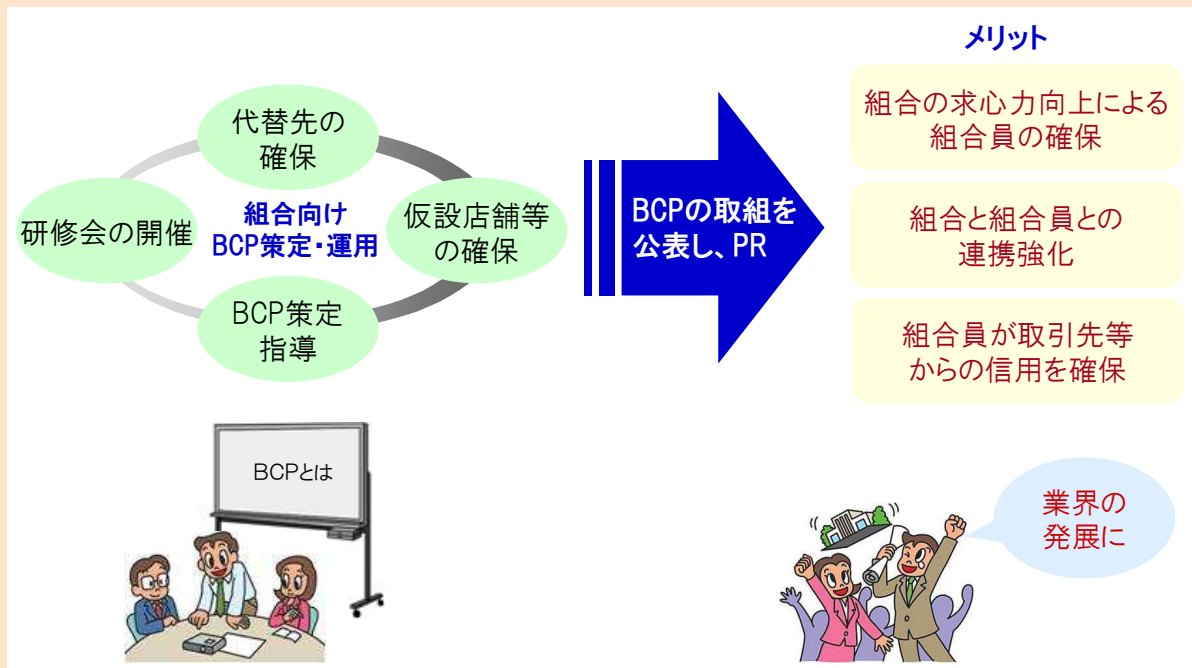 代替先の
確保
研修会の開催
組合向け
BCP策定・運用
仮設店舗等
の確保
BCP策定
指導
BCPの取組を
公表し、PR
メリット
組合の求心力向上による
組合員の確保
組合と組合員との
連携強化
組合員が取引先等
からの信用を確保
BCPとは
業界の
発展に